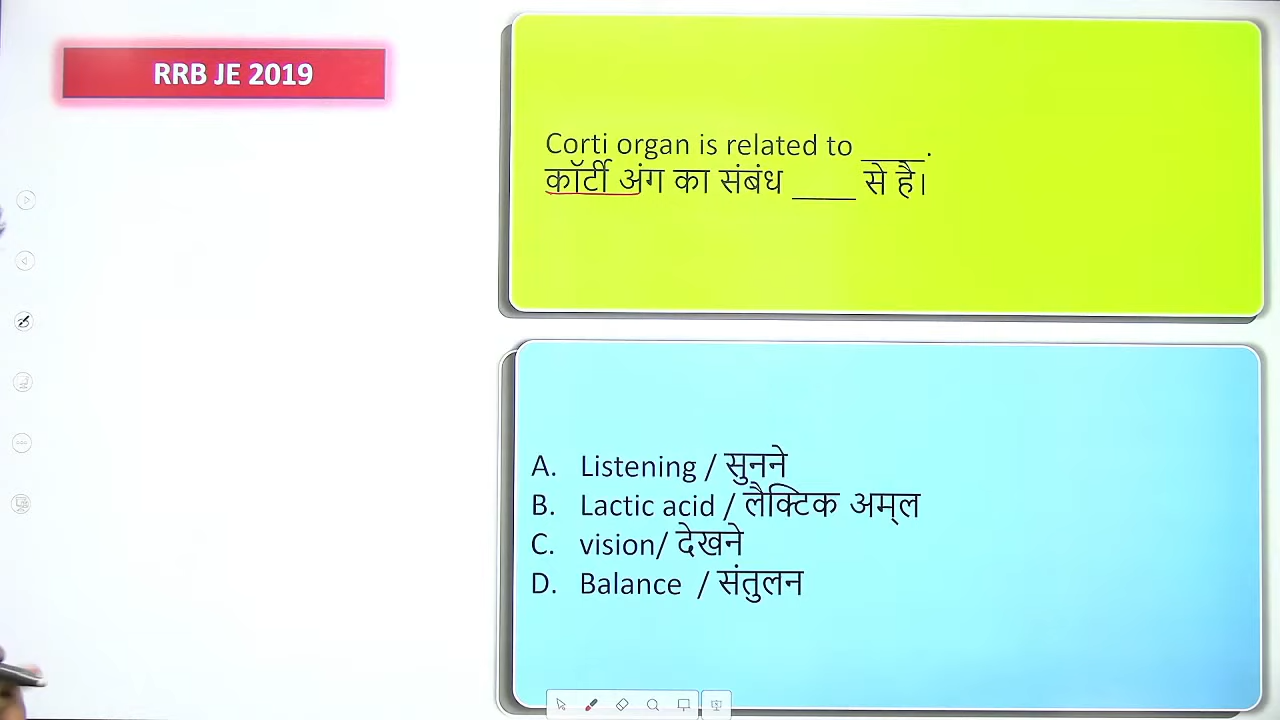 RRB JE 2019
Corti organ is related to ____.
कॉर्टी अंग का संबंध ____ से है।
A. Listening / सुनने
B. Lactic acid / लैक्टिक अम्ल
C. vision/ देखने
D. Balance / संतुलन